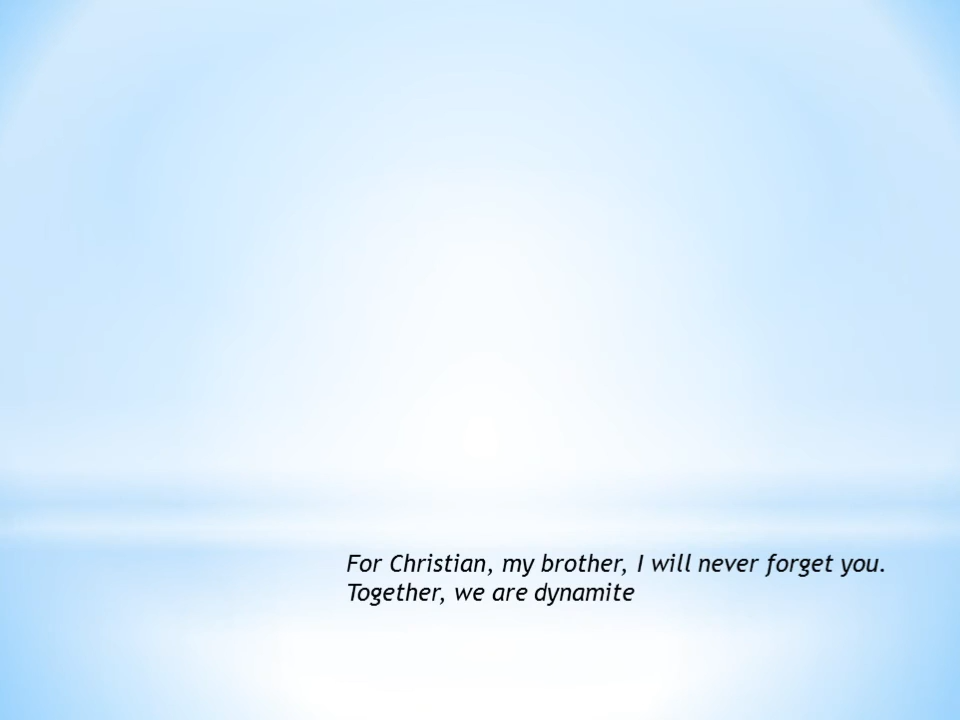 For Christian, my brother, I will never forget you.
Together, we are dynamite